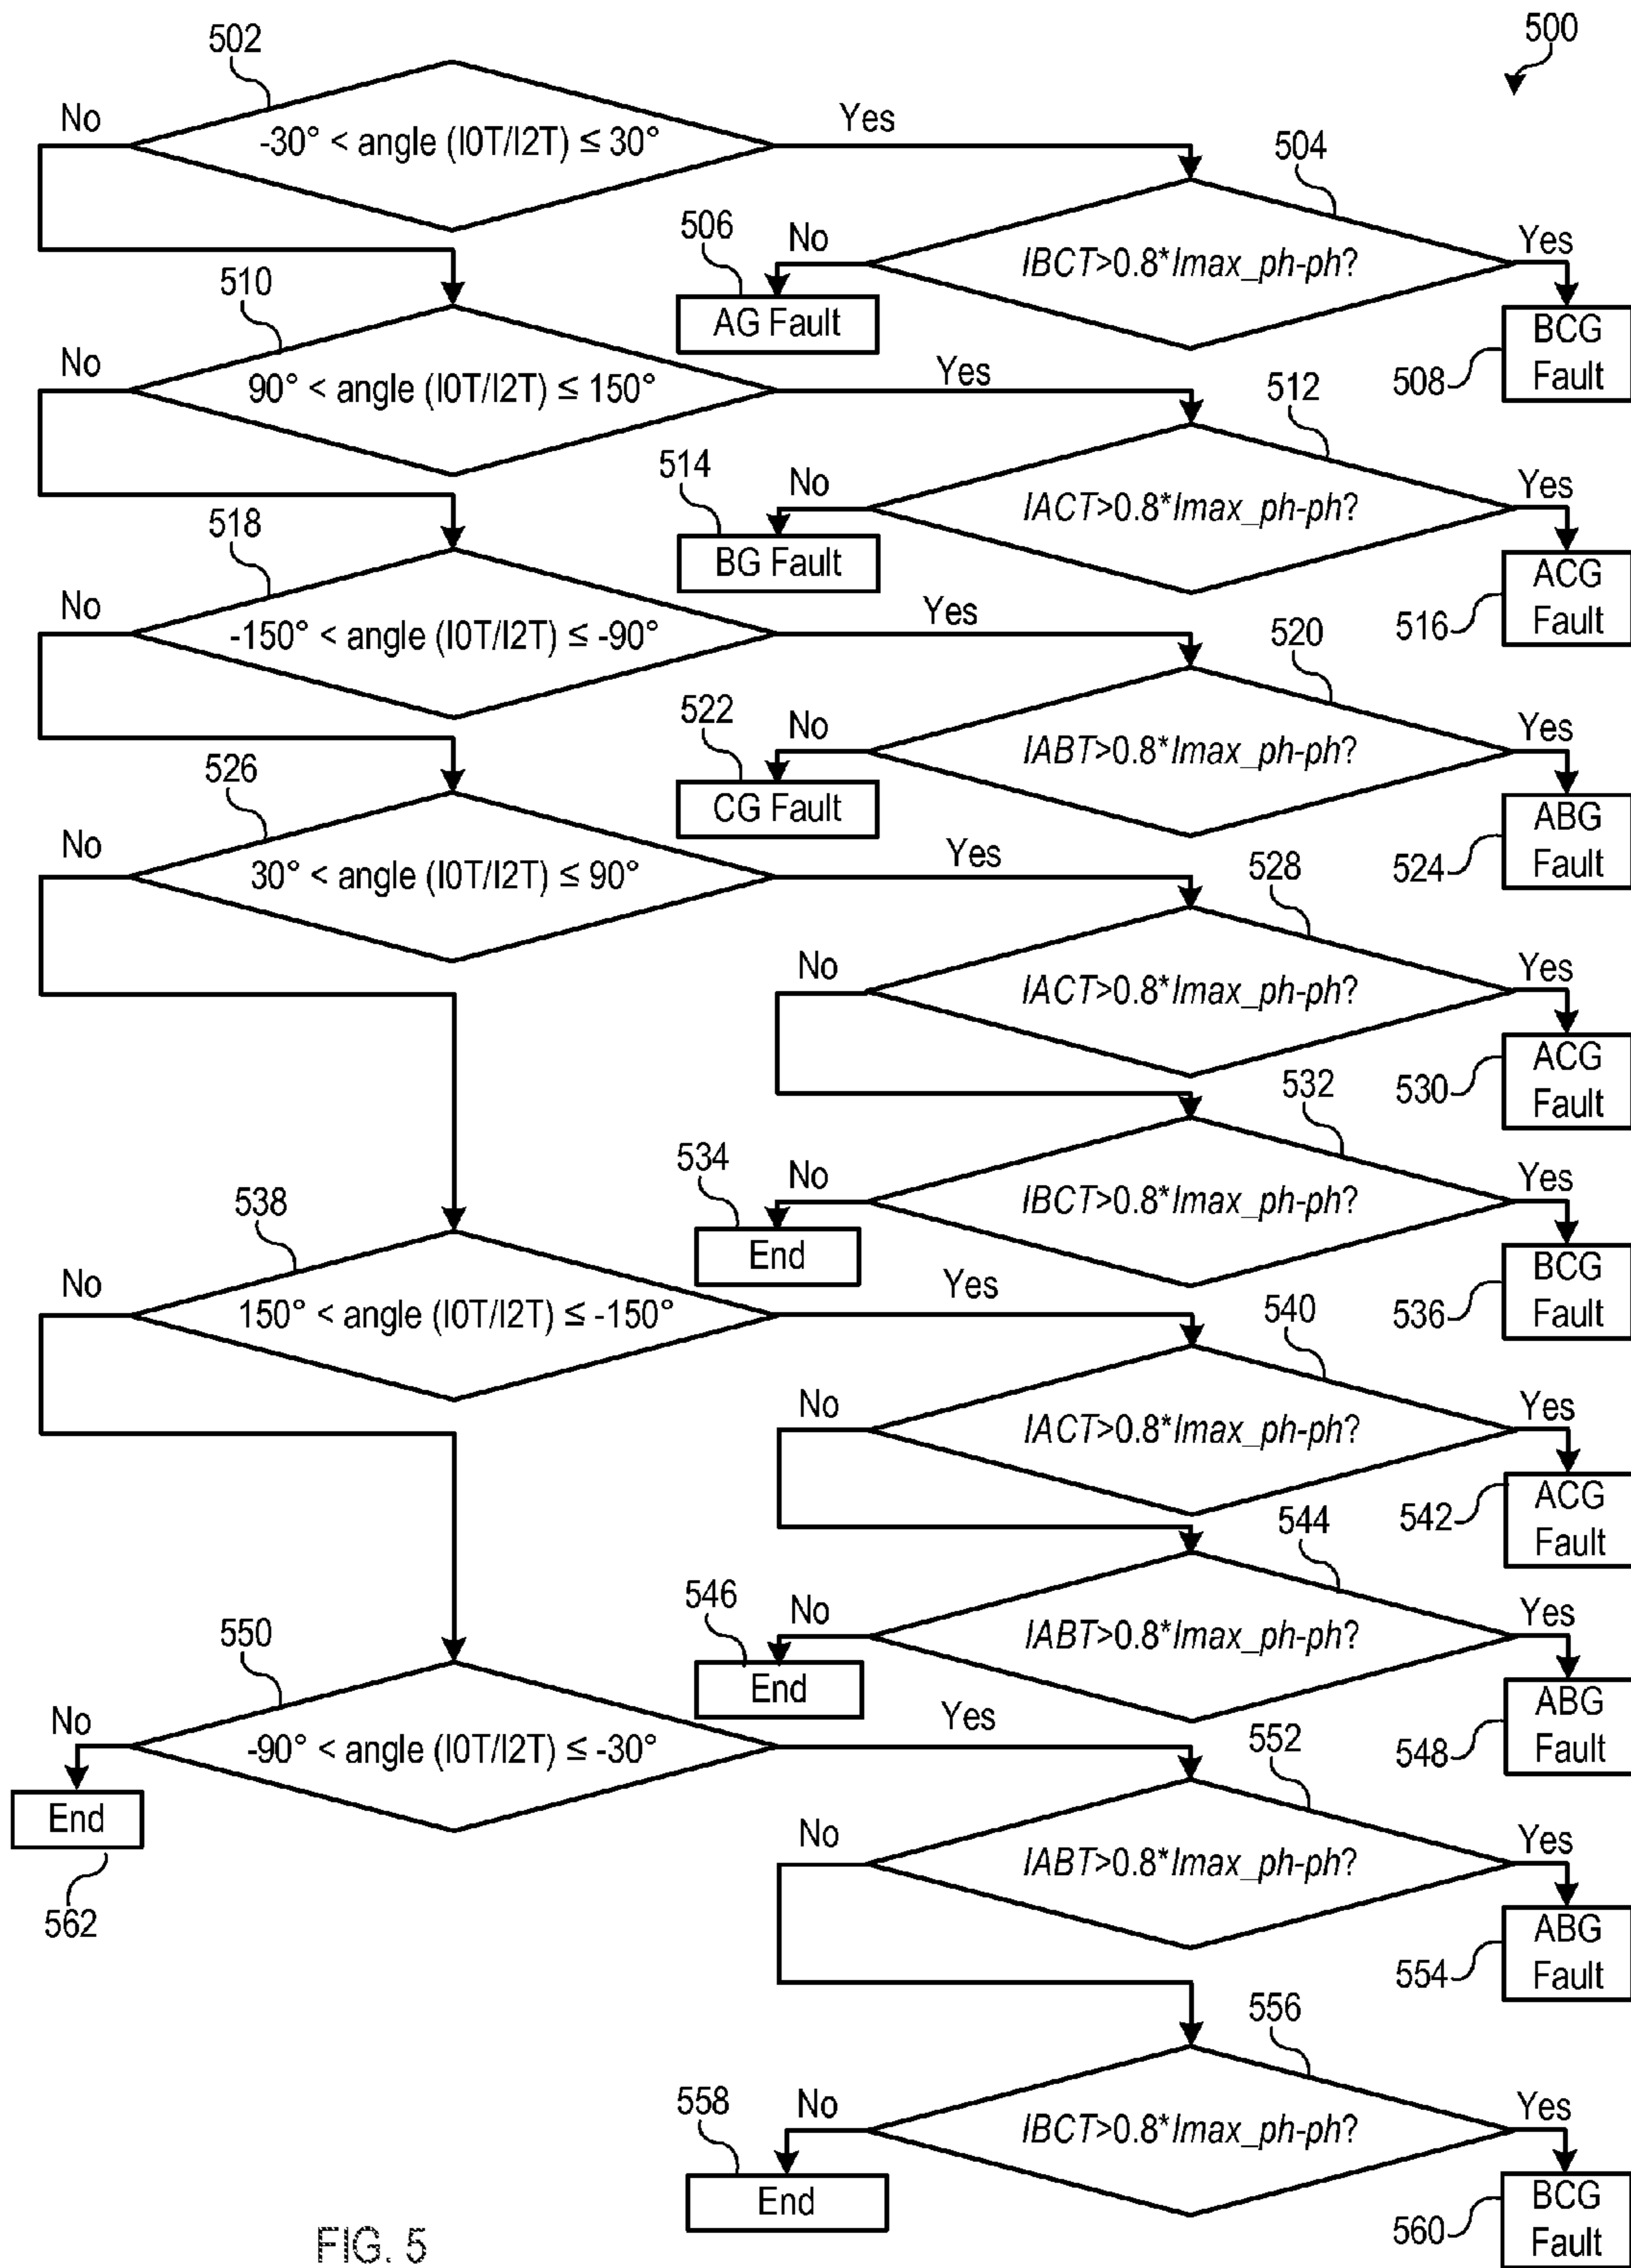 500
502
No
-30° < angle (I0T/I2T) ≤ 30°
Yes
504
506
No
IBCT>0.8*Imax_ph-ph?
Yes
AG Fault
BCG
Fault
508
510
No
90° < angle (I0T/I2T) ≤ 150°
Yes
512
514
No
IACT>0.8*Imax_ph-ph?
Yes
BG Fault
ACG
Fault
516
518
No
-150° < angle (I0T/I2T) ≤ -90°
Yes
520
522
No
IABT>0.8*Imax_ph-ph?
Yes
CG Fault
ABG
Fault
524
526
No
30° < angle (I0T/I2T) ≤ 90°
Yes
528
No
IACT>0.8*Imax_ph-ph?
Yes
ACG
Fault
530
532
534
No
IBCT>0.8*Imax_ph-ph?
Yes
End
BCG
Fault
536
538
No
150° < angle (I0T/I2T) ≤ -150°
Yes
540
No
IACT>0.8*Imax_ph-ph?
Yes
ACG
Fault
542
544
546
No
IABT>0.8*Imax_ph-ph?
Yes
End
ABG
Fault
548
550
No
-90° < angle (I0T/I2T) ≤ -30°
Yes
End
562
552
No
IABT>0.8*Imax_ph-ph?
Yes
ABG
Fault
554
556
558
No
IBCT>0.8*Imax_ph-ph?
Yes
End
BCG
Fault
560
FIG. 5